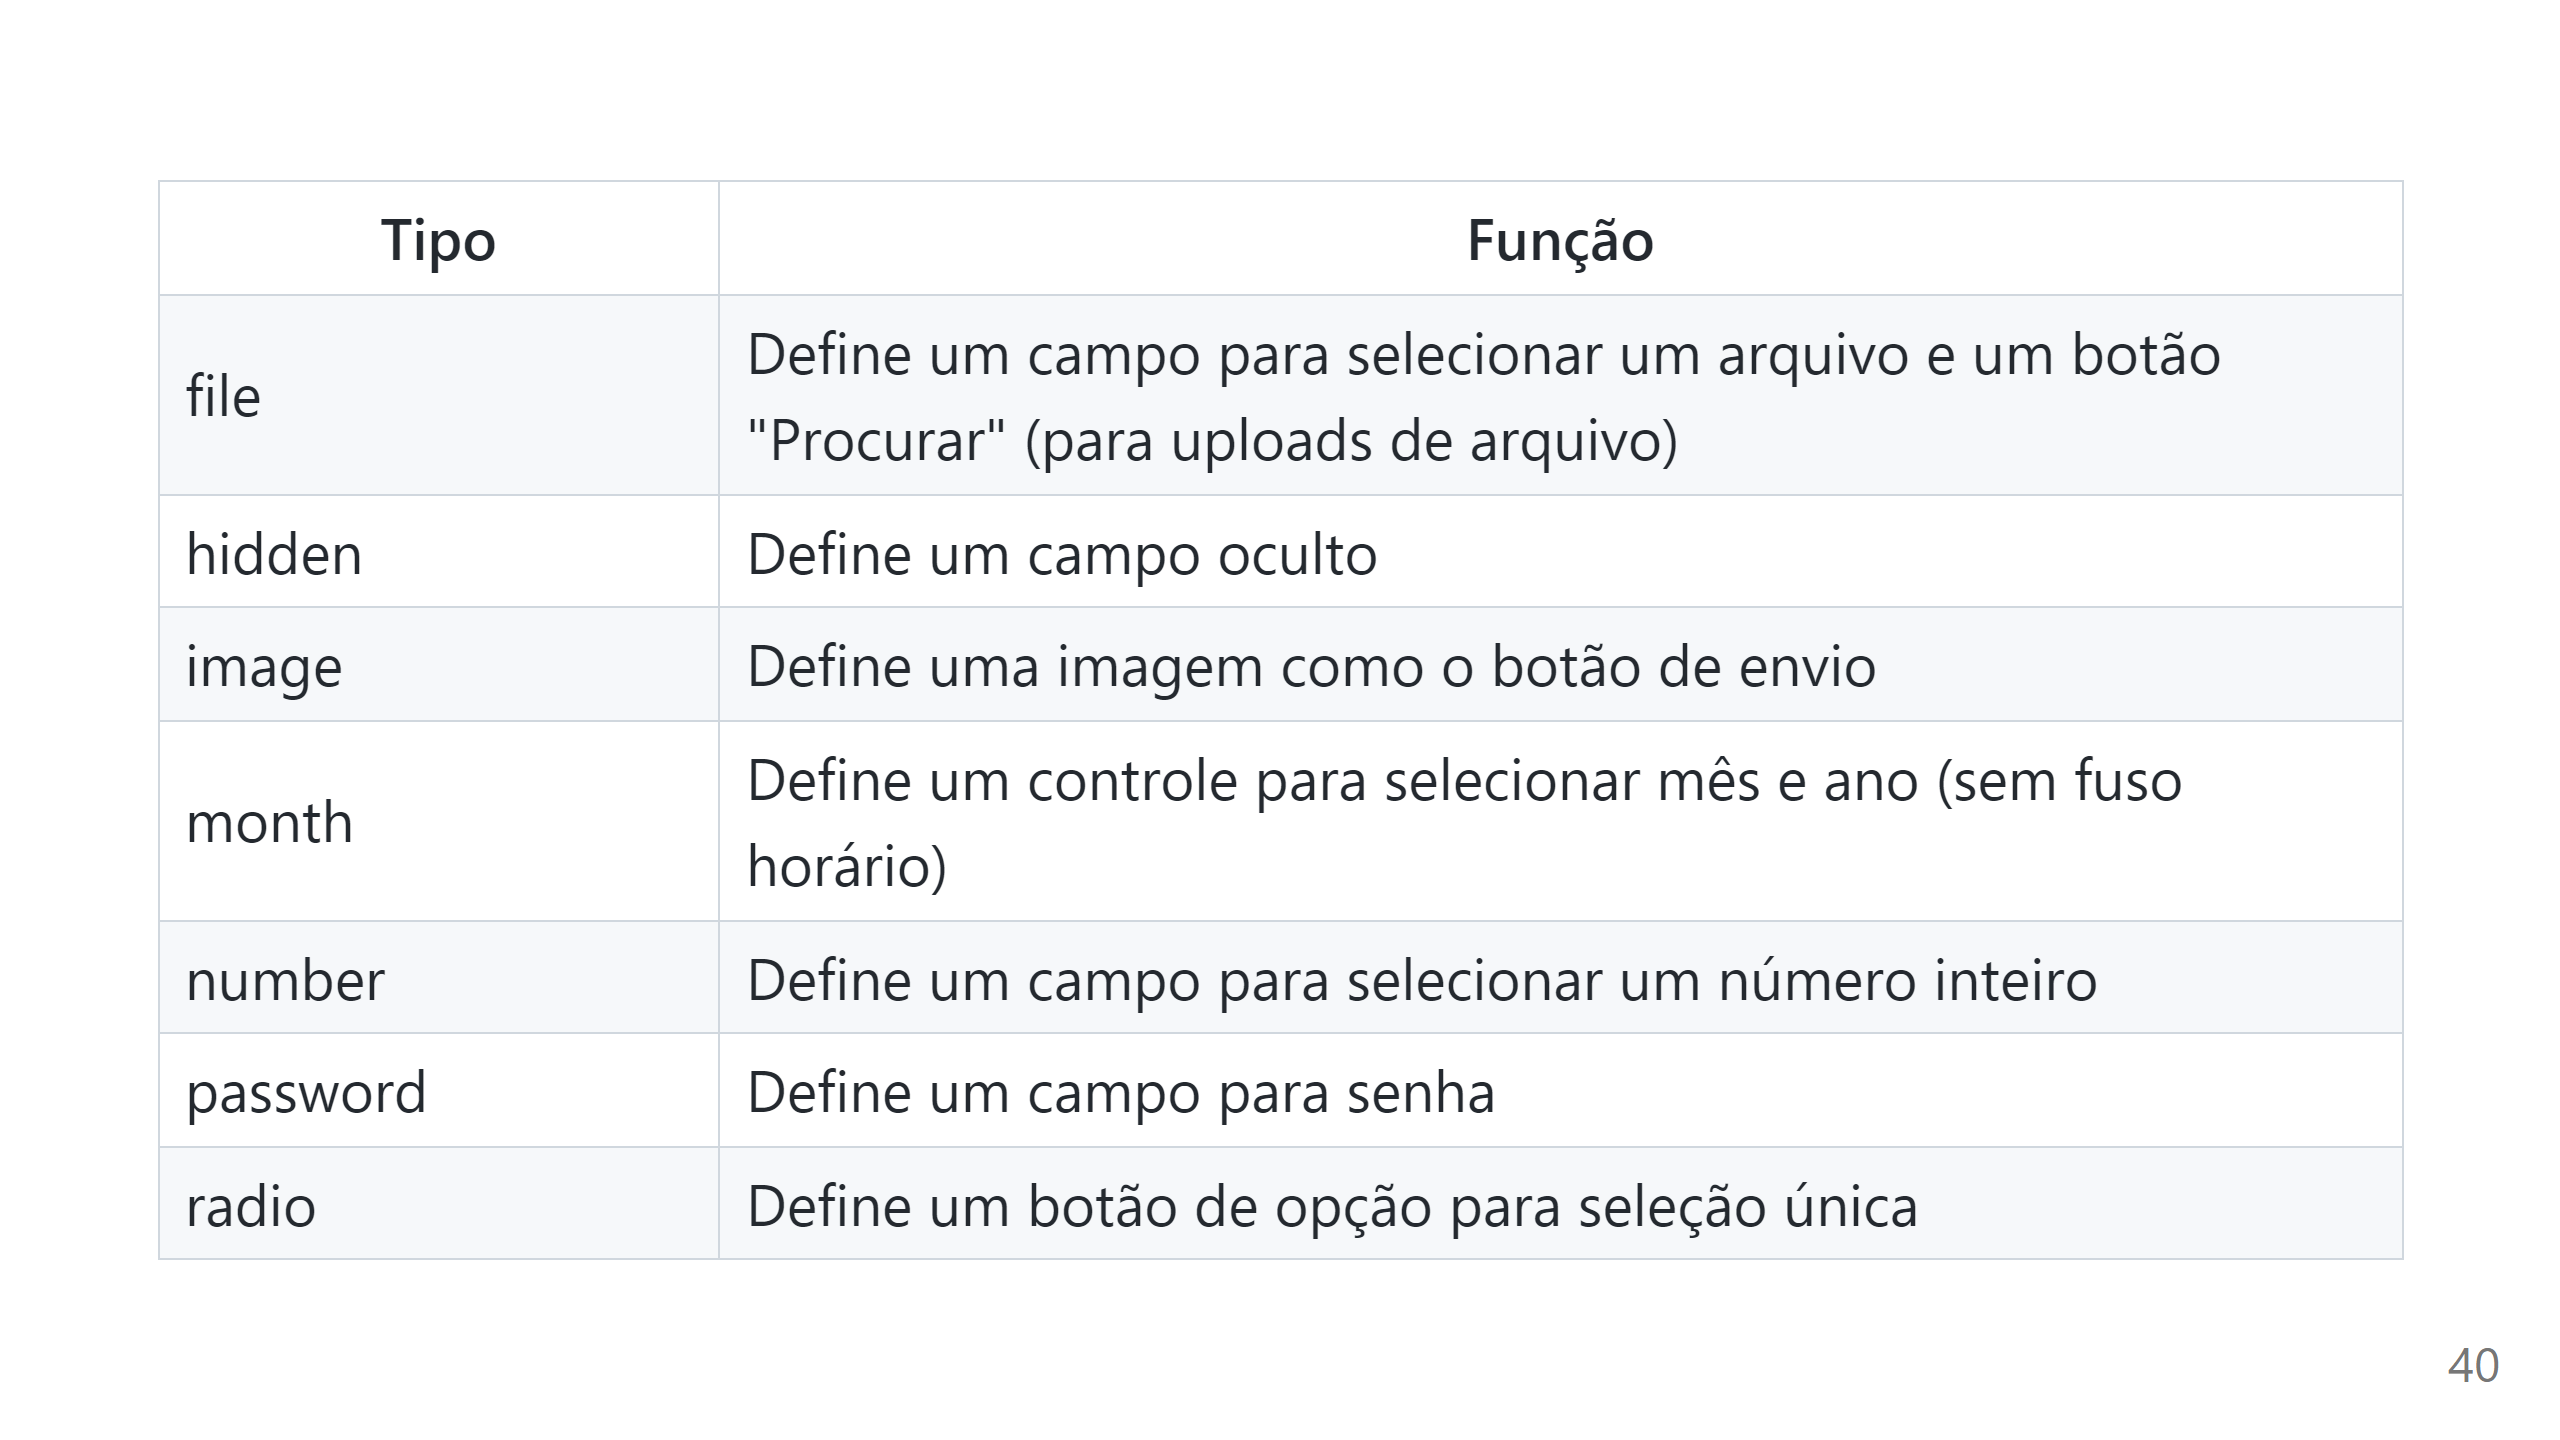 Tipo
Função
file
Define um campo para selecionar um arquivo e um botão
"Procurar" (para uploads de arquivo)
hidden
Define um campo oculto
image
Define uma imagem como o botão de envio
month
Define um controle para selecionar mês e ano (sem fuso
horário)
number
Define um campo para selecionar um número inteiro
password
Define um campo para senha
radio
Define um botão de opção para seleção única
40